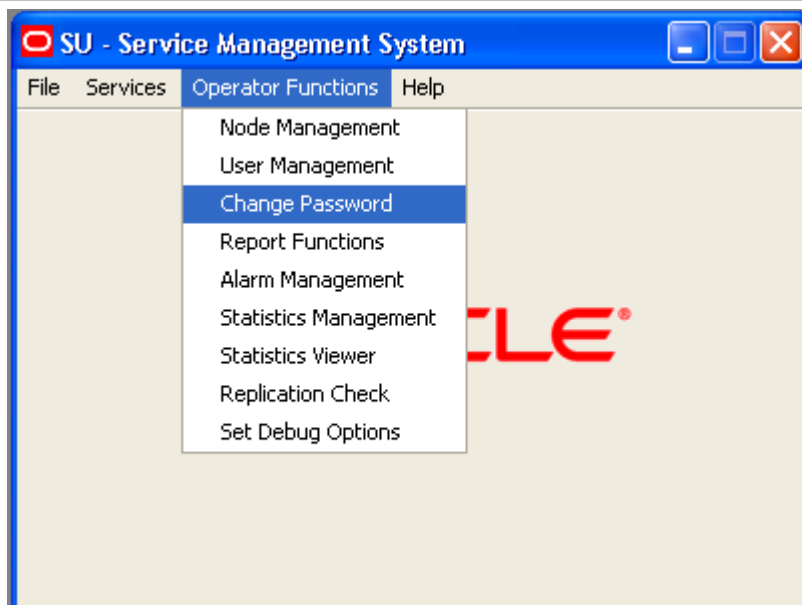 SU - Service Management System
File Services Operator Functions Help
Node Management
User Management
Change Password
Report Functions
Alarm Management
Statistics Management
Statistics Viewer
Replication Check
Set Debug Options
CLE®